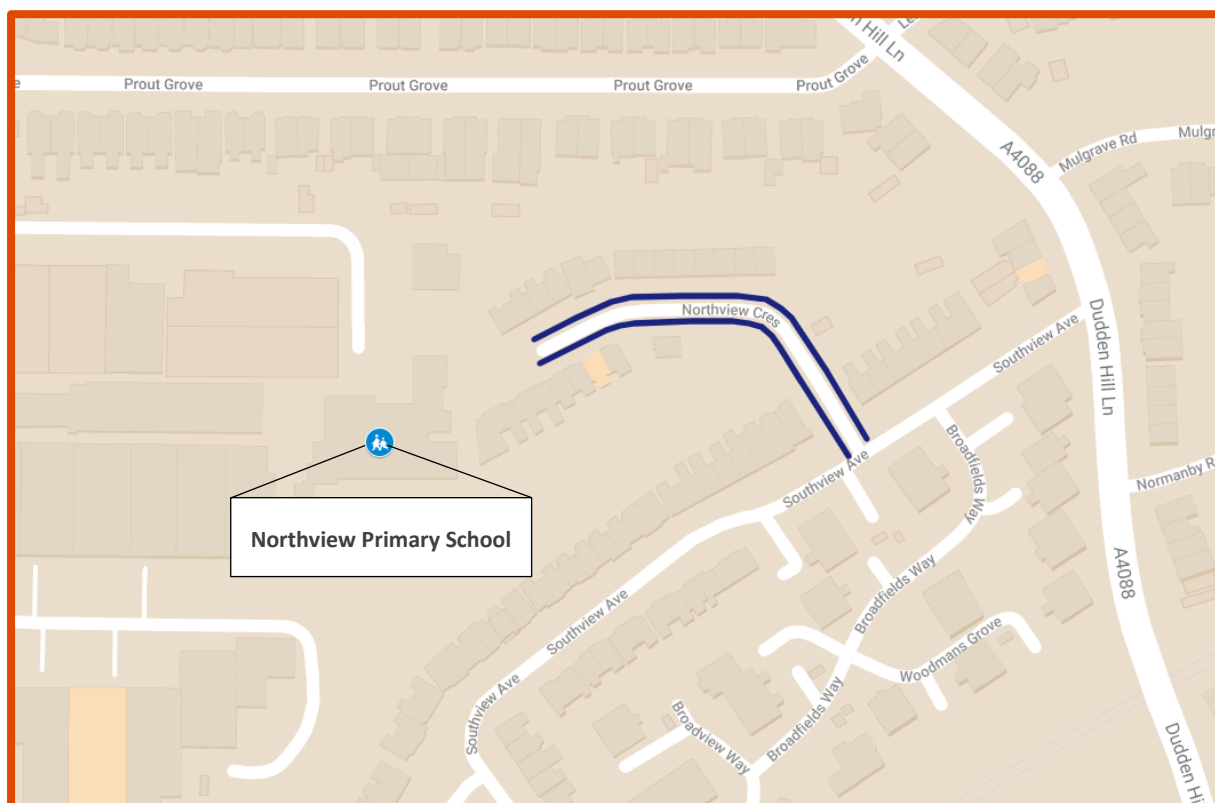 n Hill Ln
Le
Prout Grove
Prout Grove
Prout Grove
Prout Grove
e
A4088
Mulgrave Rd
Mulgr
Northview Cres
Southview Ave
Dudden Hill Ln
Broadfields Way
Southview Ave
Normanby R
Northview Primary School
A4088
Southview Ave
Broadfields Way
Woodmans Grove
Southview Ave
Broadview Way
Broadfields Way
Dudden Hi